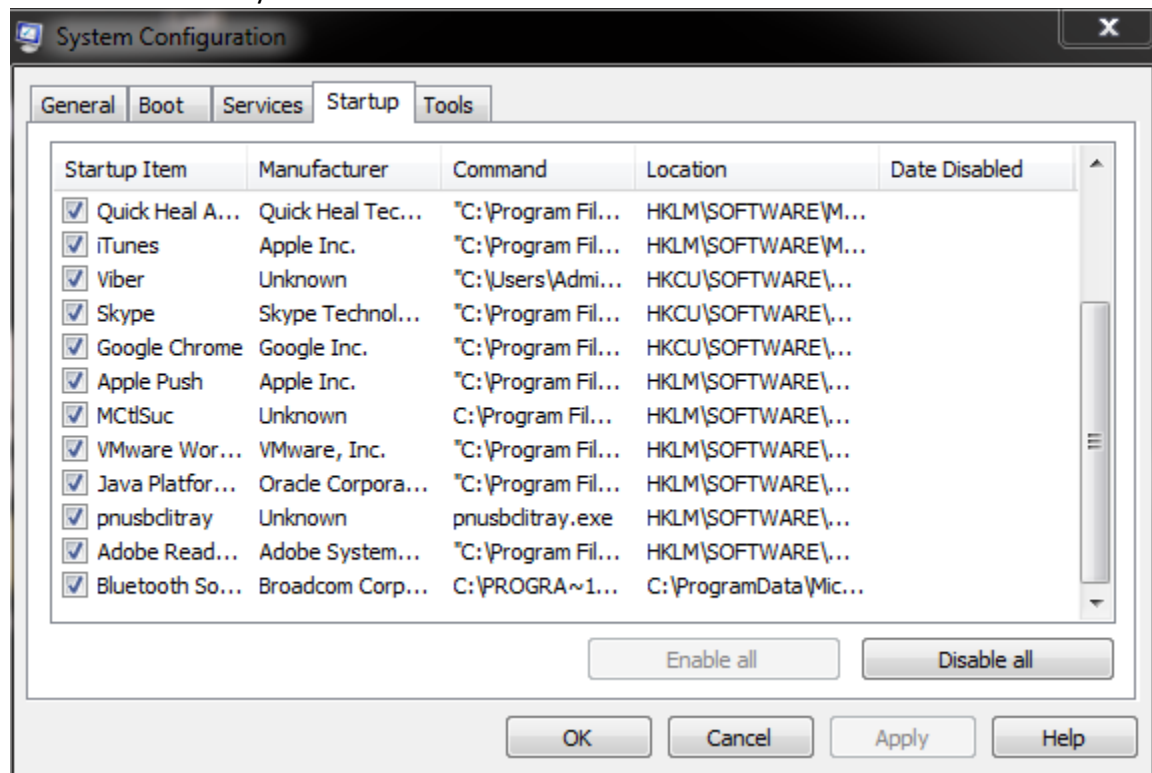 System Configuration
General Boot Services Startup Tools
Startup Item Manufacturer Command Location Date Disabled
Quick Heal A... Quick Heal Tec... "C:\Program Fil... HKLM\SOFTWARE\M...
iTunes Apple Inc. "C:\Program Fil... HKLM\SOFTWARE\M...
Viber Unknown "C:\Users\Admi... HKCU\SOFTWARE\...
Skype Skype Technol... "C:\Program Fil... HKCU\SOFTWARE\...
Google Chrome Google Inc. "C:\Program Fil... HKCU\SOFTWARE\...
Apple Push Apple Inc. "C:\Program Fil... HKLM\SOFTWARE\...
MCtlSuc Unknown C:\Program Fil... HKLM\SOFTWARE\...
VMware Wor... VMware, Inc. "C:\Program Fil... HKLM\SOFTWARE\...
Java Platfor... Oracle Corpora... "C:\Program Fil... HKLM\SOFTWARE\...
pnusbclitray Unknown pnusbclitray.exe HKLM\SOFTWARE\...
Adobe Read... Adobe System... "C:\Program Fil... HKLM\SOFTWARE\...
Bluetooth So... Broadcom Corp... C:\PROGRA~1... C:\ProgramData\Mic...
Enable all Disable all
OK Cancel Apply Help